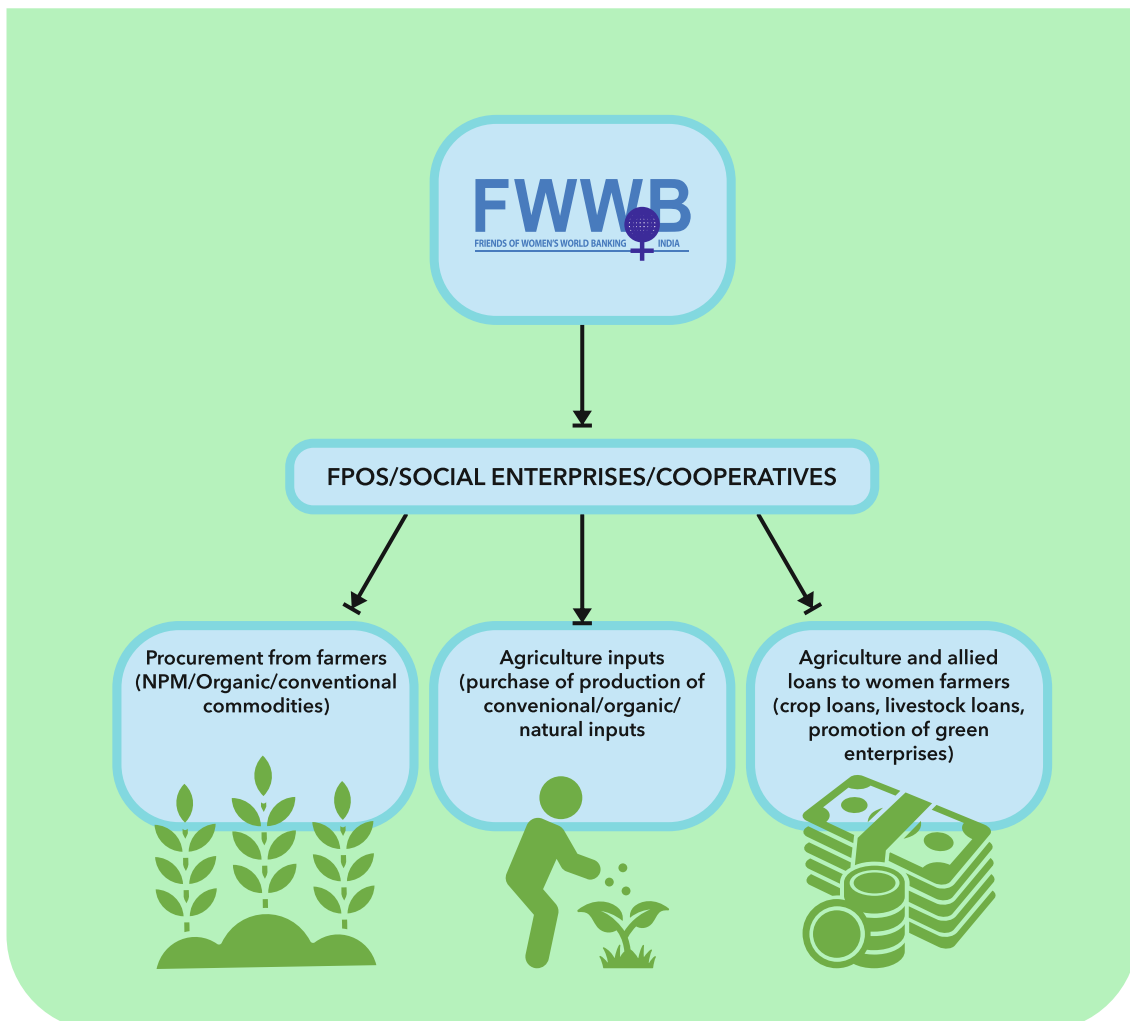 FWWB
FRIENDS OF WOMEN'S WORLD BANKING INDIA
FPOS/SOCIAL ENTERPRISES/COOPERATIVES
Procurement from farmers
(NPM/Organic/conventional
commodities)
Agriculture inputs
(purchase of production of
convenional/organic/
natural inputs
Agriculture and allied
loans to women farmers
(crop loans, livestock loans,
promotion of green
enterprises)